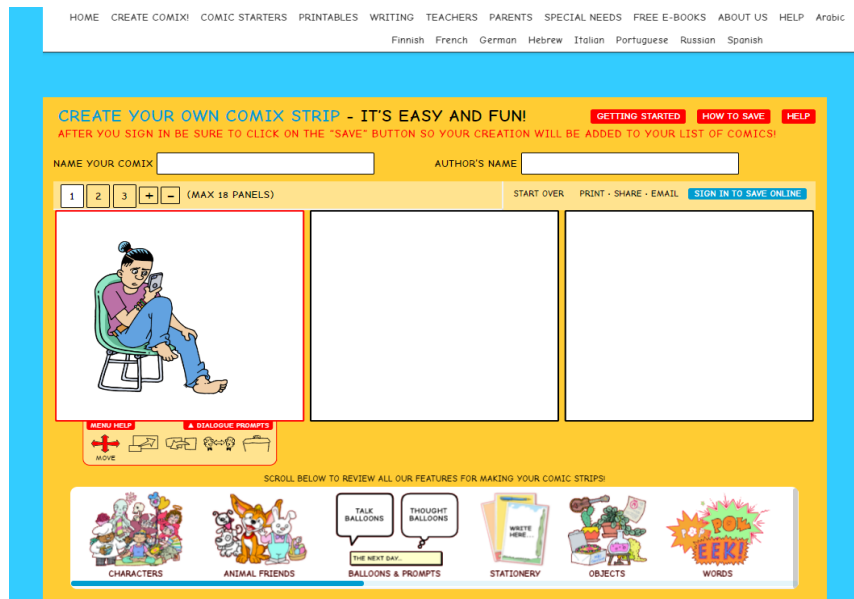 HOME CREATE COMIX! COMIC STARTERS PRINTABLES WRITING TEACHERS PARENTS SPECIAL NEEDS FREE E-BOOKS ABOUT US HELP Arabic
Finnish French German Hebrew Italian Portuguese Russian Spanish
CREATE YOUR OWN COMIX STRIP - IT'S EASY AND FUN!
GETTING STARTED HOW TO SAVE HELP
AFTER YOU SIGN IN BE SURE TO CLICK ON THE "SAVE" BUTTON SO YOUR CREATION WILL BE ADDED TO YOUR LIST OF COMICS!
NAME YOUR COMIX AUTHOR'S NAME
1 2 3 + - (MAX 18 PANELS) START OVER PRINT · SHARE · EMAIL SIGN IN TO SAVE ONLINE
MENU HELP ▲ DIALOGUE PROMPTS
MOVE
SCROLL BELOW TO REVIEW ALL OUR FEATURES FOR MAKING YOUR COMIC STRIPS!
TALK
BALLOONS
THOUGHT
BALLOONS
THE NEXT DAY...
WRITE
HERE...
POW
EEK!
CHARACTERS ANIMAL FRIENDS BALLOONS & PROMPTS STATIONERY OBJECTS WORDS